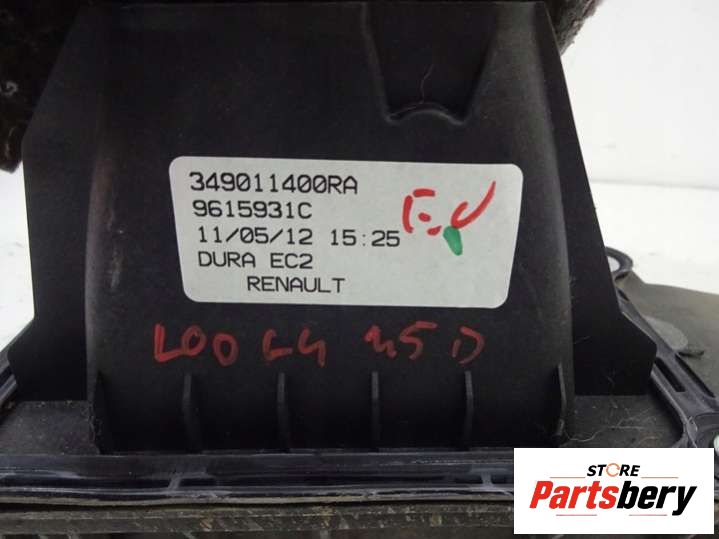 349011400RA
9615931C
11/05/12 15:25
DURA EC2
RENAULT
STORE
Partsbery